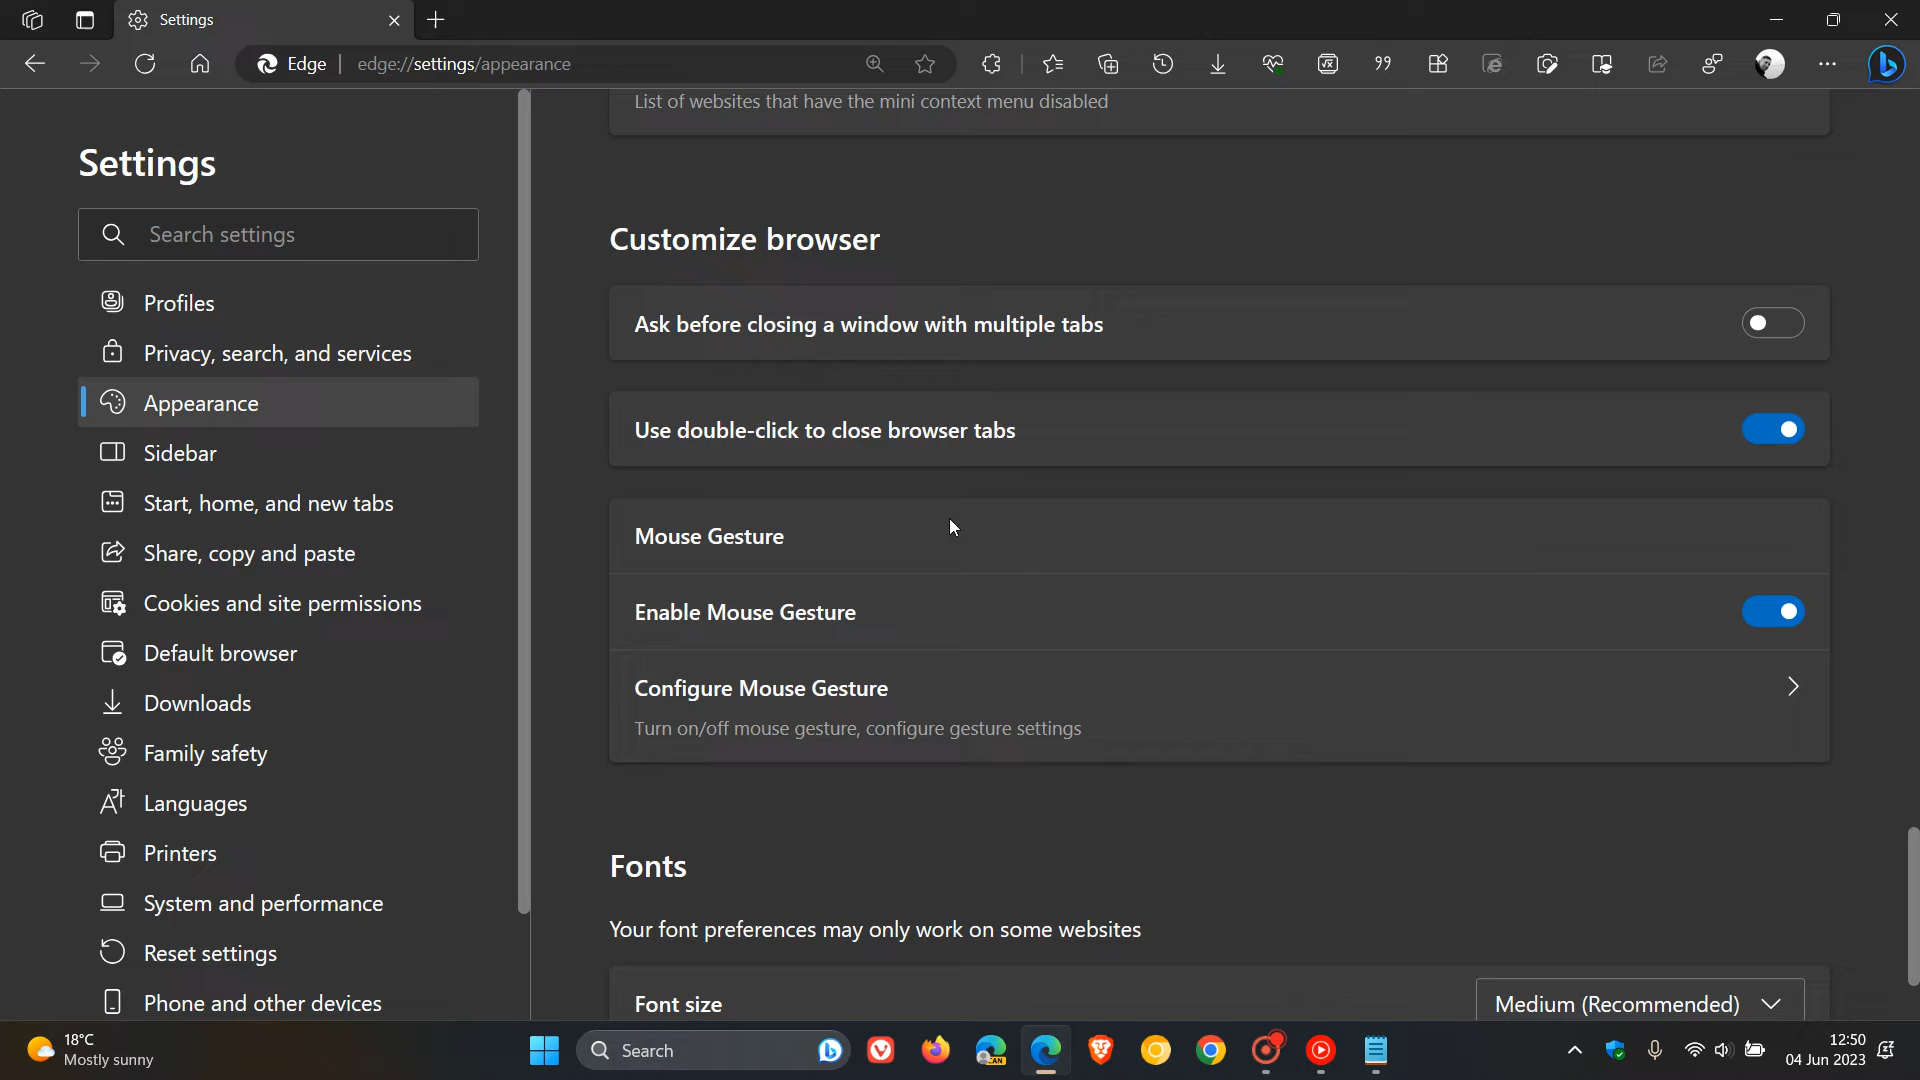 Settings
Edge
edge://settings/appearance
List of websites that have the mini context menu disabled
Settings
Search settings
Profiles
Privacy, search, and services
Appearance
Sidebar
Start, home, and new tabs
Share, copy and paste
Cookies and site permissions
Default browser
Downloads
Family safety
Languages
Printers
System and performance
Reset settings
Phone and other devices
Customize browser
Ask before closing a window with multiple tabs
Use double-click to close browser tabs
Mouse Gesture
Enable Mouse Gesture
Configure Mouse Gesture
Turn on/off mouse gesture, configure gesture settings
Fonts
Your font preferences may only work on some websites
Font size
Medium (Recommended)
18°C
Mostly sunny
Search
CAN
12:50
04 Jun 2023